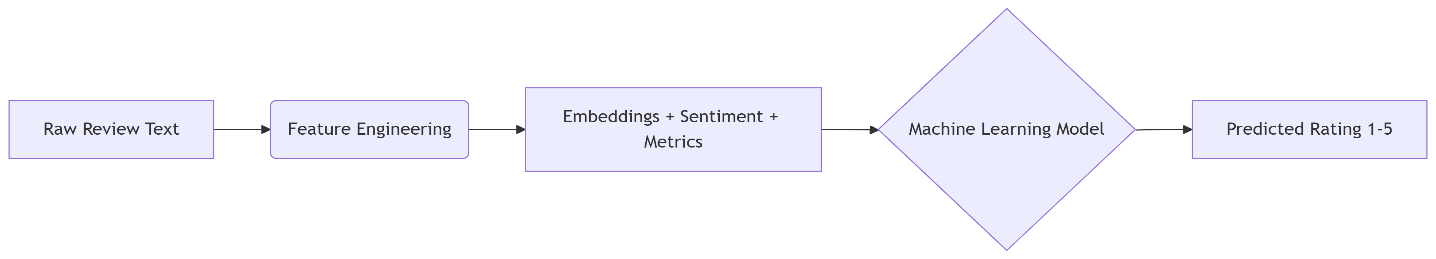 Raw Review Text
Feature Engineering
Embeddings + Sentiment +
Metrics
Machine Learning Model
Predicted Rating 1-5